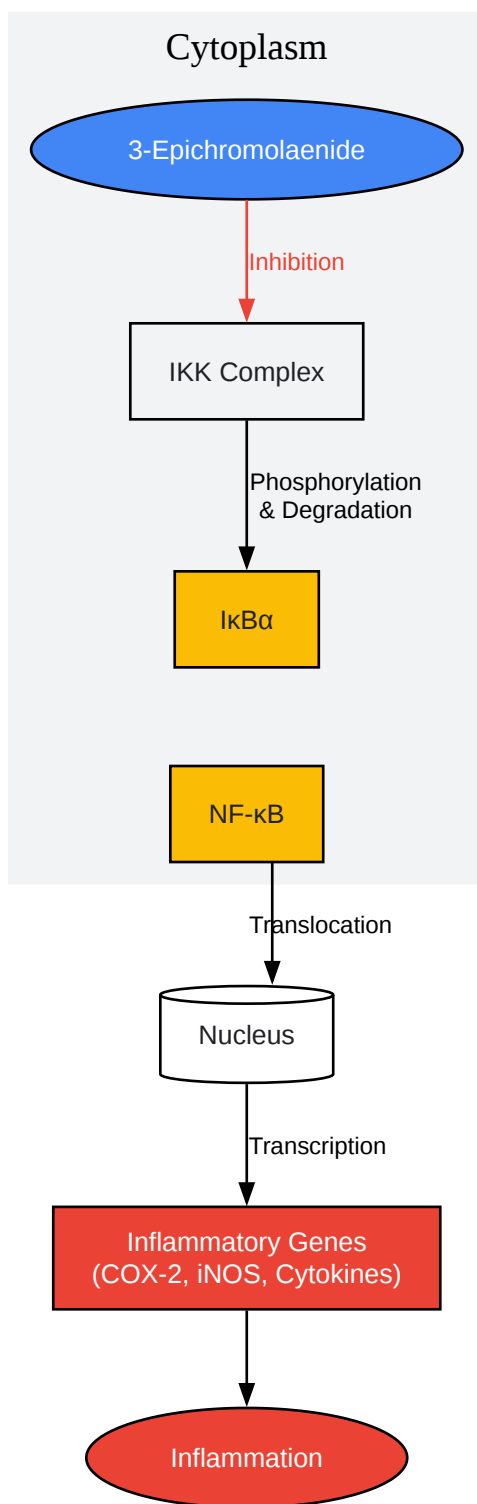 Cytoplasm
3-Epichromolaenide
Inhibition
IKK Complex
Phosphorylation
& Degradation
IκBα
NF-κB
Translocation
Nucleus
Transcription
Inflammatory Genes
(COX-2, iNOS, Cytokines)
Inflammation